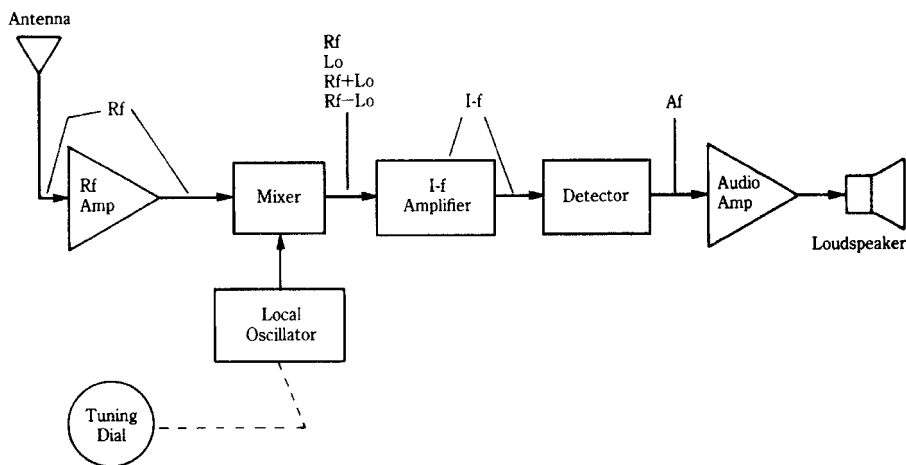 Antenna
Rf
Lo
Rf+Lo
Rf−Lo
Rf
I-f
Af
Rf
Amp
Mixer
I-f
Amplifier
Detector
Audio
Amp
Loudspeaker
Local
Oscillator
Tuning
Dial